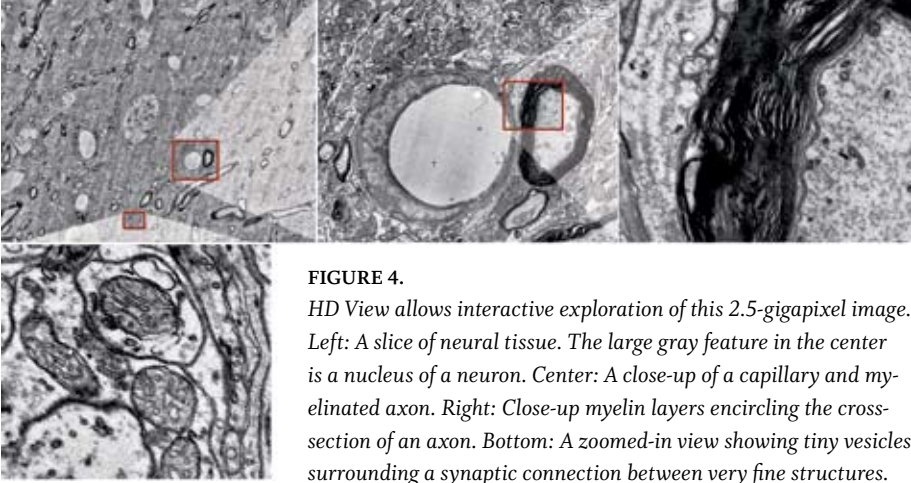 FIGURE 4.
HD View allows interactive exploration of this 2.5-gigapixel image.
Left: A slice of neural tissue. The large gray feature in the center
is a nucleus of a neuron. Center: A close-up of a capillary and my-
elinated axon. Right: Close-up myelin layers encircling the cross-
section of an axon. Bottom: A zoomed-in view showing tiny vesicles
surrounding a synaptic connection between very fine structures.